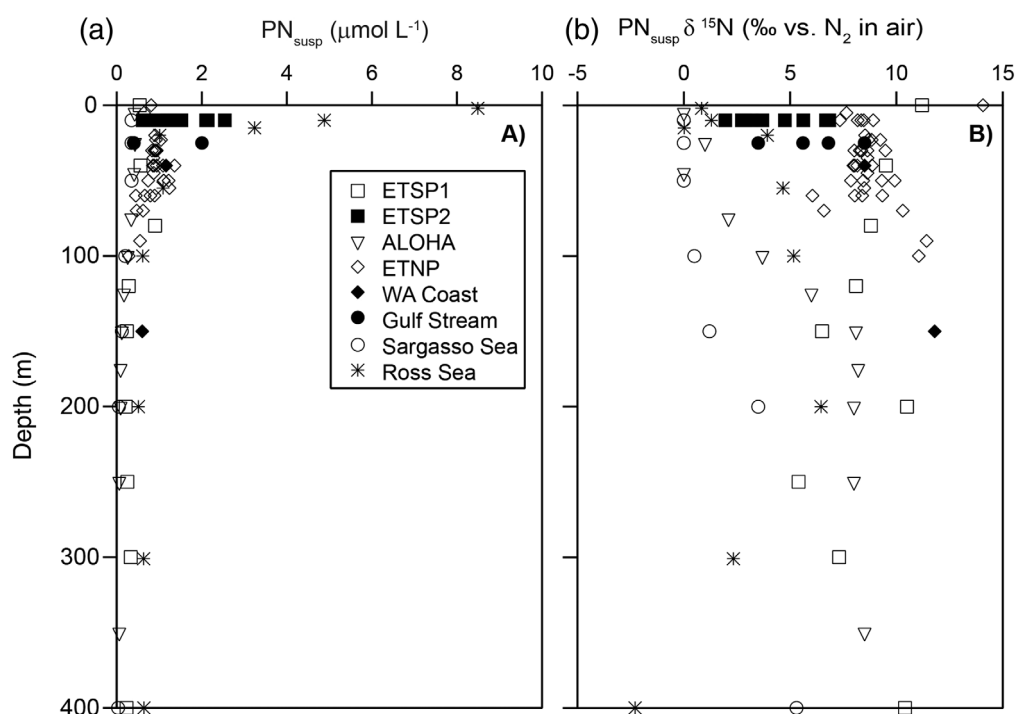 (a) PNsusp (μmol L-1)
0 2 4 6 8 10
(b) PNsusp δ 15N (‰ vs. N2 in air)
-5 0 5 10 15
Depth (m)
0
100
200
300
400
A)
ETSP1
ETSP2
ALOHA
ETNP
WA Coast
Gulf Stream
Sargasso Sea
Ross Sea
B)